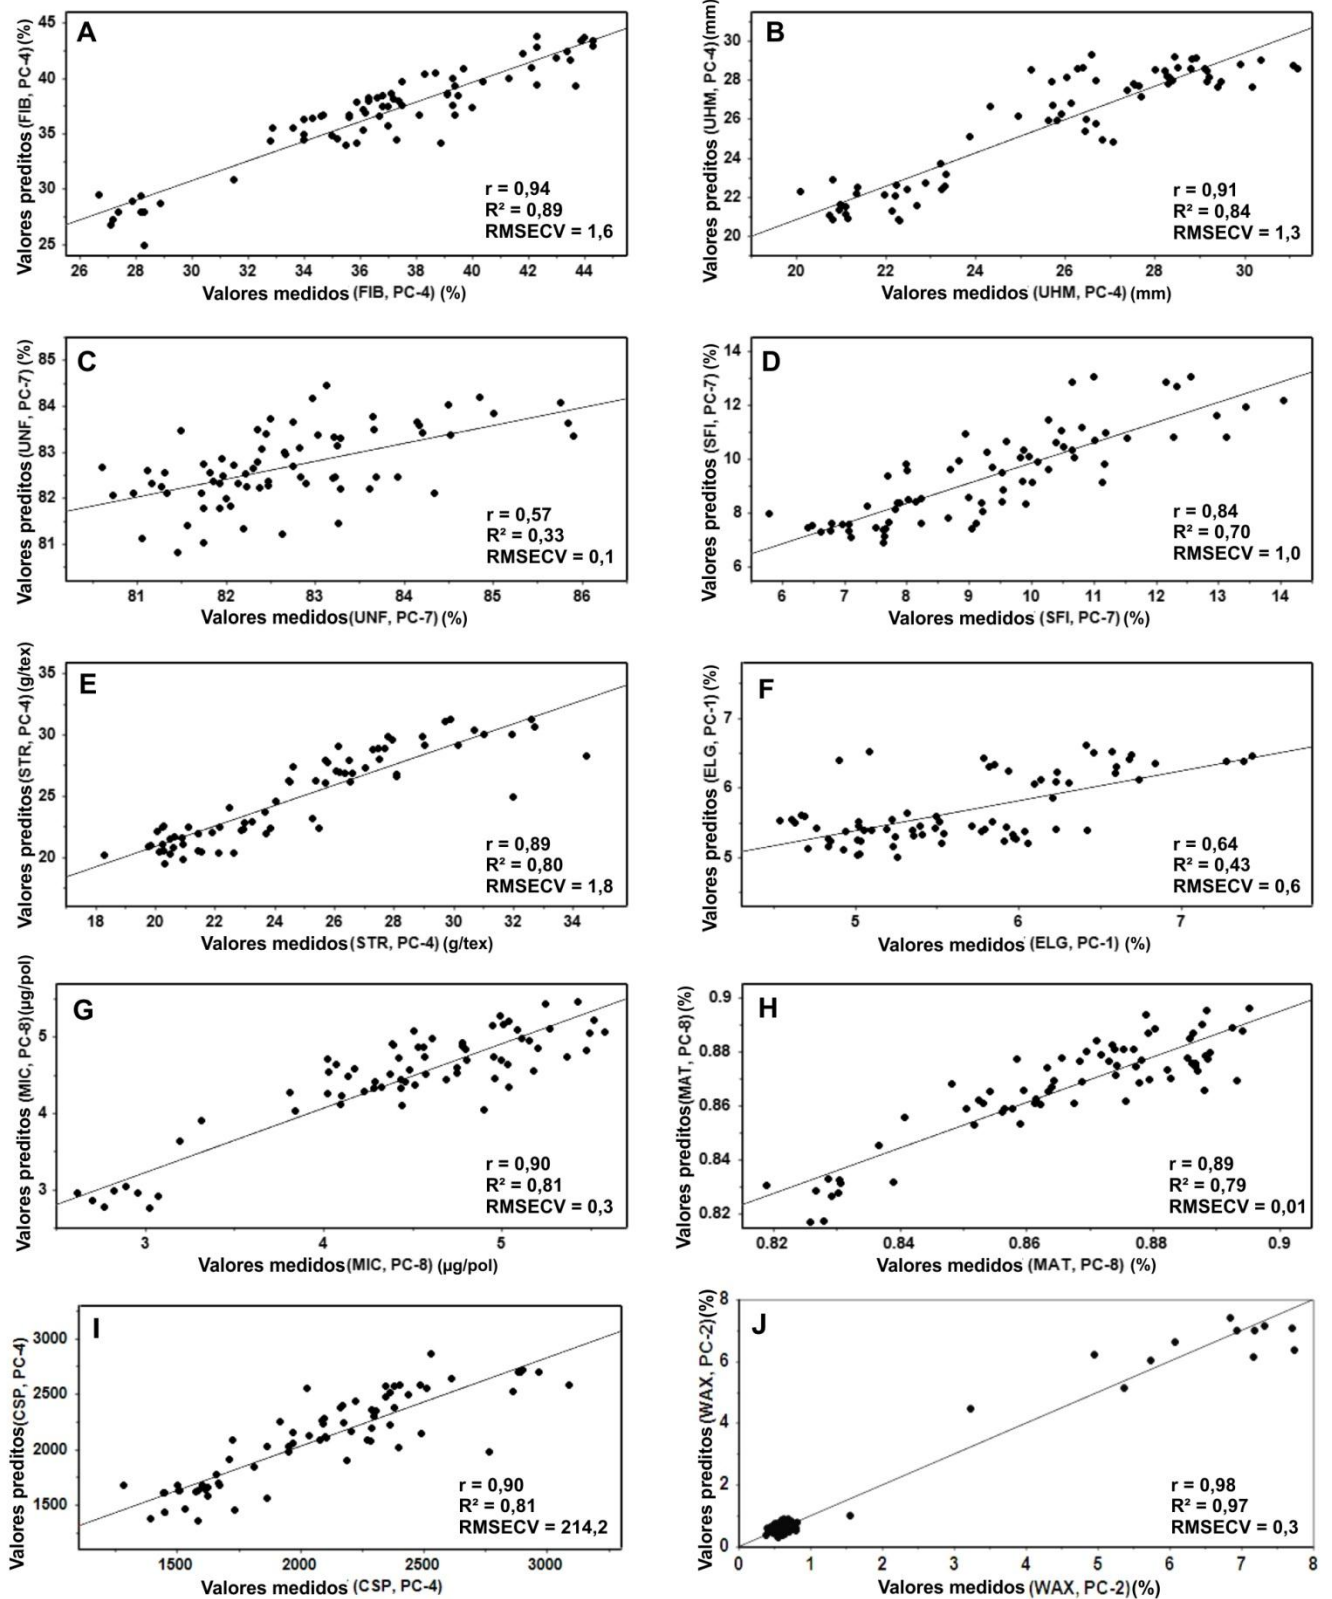 A
Valores preditos (FIB, PC-4) (%)
45
40
35
30
25
r = 0,94
R² = 0,89
RMSECV = 1,6
26 28 30 32 34 36 38 40 42 44
Valores medidos (FIB, PC-4) (%)
B
Valores preditos (UHM, PC-4) (mm)
30
28
26
24
22
20
r = 0,91
R² = 0,84
RMSECV = 1,3
20 22 24 26 28 30
Valores medidos (UHM, PC-4) (mm)
C
Valores preditos (UNF, PC-7) (%)
85
84
83
82
81
r = 0,57
R² = 0,33
RMSECV = 0,1
81 82 83 84 85 86
Valores medidos (UNF, PC-7) (%)
D
Valores preditos (SFI, PC-7) (%)
14
12
10
8
6
r = 0,84
R² = 0,70
RMSECV = 1,0
6 7 8 9 10 11 12 13 14
Valores medidos (SFI, PC-7) (%)
E
Valores preditos (STR, PC-4) (g/tex)
35
30
25
20
r = 0,89
R² = 0,80
RMSECV = 1,8
18 20 22 24 26 28 30 32 34
Valores medidos (STR, PC-4) (g/tex)
F
Valores preditos (ELG, PC-1) (%)
7
6
5
r = 0,64
R² = 0,43
RMSECV = 0,6
5 6 7
Valores medidos (ELG, PC-1) (%)
G
Valores preditos (MIC, PC-8) (µg/pol)
5
4
3
r = 0,90
R² = 0,81
RMSECV = 0,3
3 4 5
Valores medidos (MIC, PC-8) (µg/pol)
H
Valores preditos (MAT, PC-8) (%)
0.9
0.88
0.86
0.84
0.82
r = 0,89
R² = 0,79
RMSECV = 0,01
0.82 0.84 0.86 0.88 0.9
Valores medidos (MAT, PC-8) (%)
I
Valores preditos (CSP, PC-4)
3000
2500
2000
1500
r = 0,90
R² = 0,81
RMSECV = 214,2
1500 2000 2500 3000
Valores medidos (CSP, PC-4)
J
Valores preditos (WAX, PC-2) (%)
8
6
4
2
0
r = 0,98
R² = 0,97
RMSECV = 0,3
0 1 2 3 4 5 6 7 8
Valores medidos (WAX, PC-2) (%)